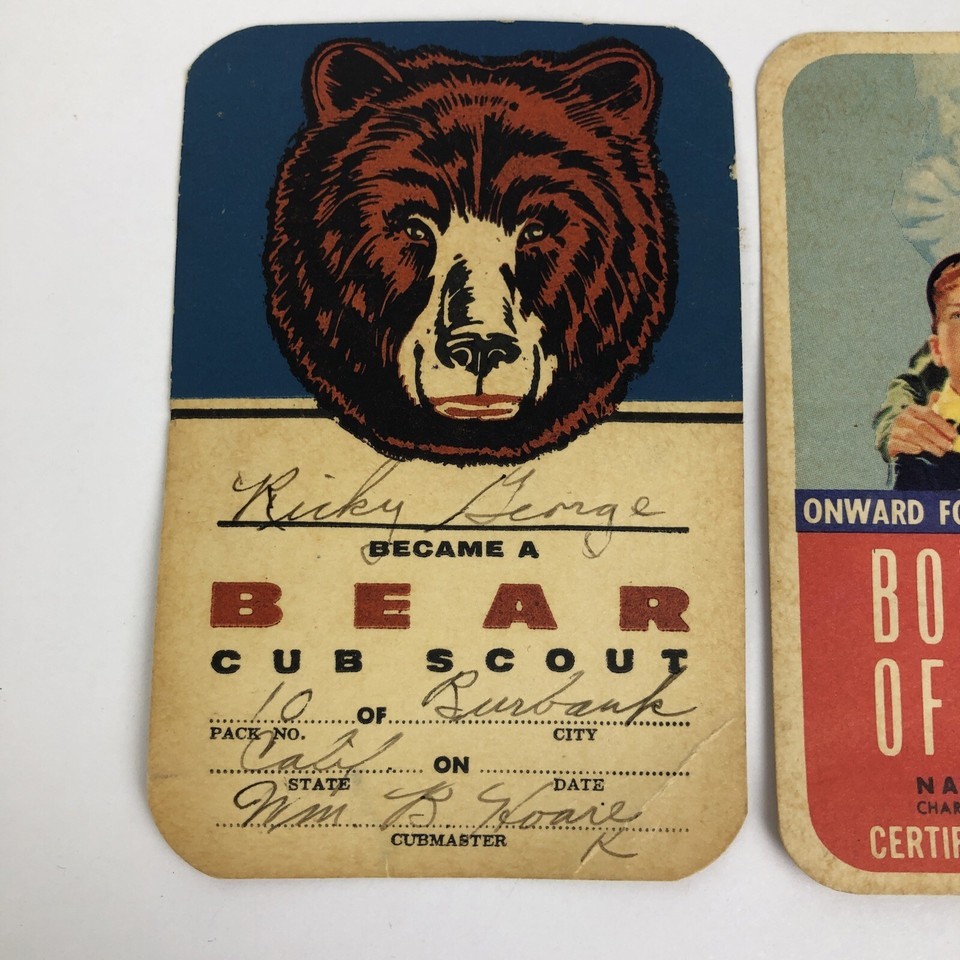 Ricky George
BECAME A
BEAR
CUB SCOUT
10 OF Burbank
PACK NO. CITY
Calif. ON
STATE DATE
Wm. B. Hoare
CUBMASTER
K
ONWARD FO
BO
OF
NA
CHAR
CERTIF